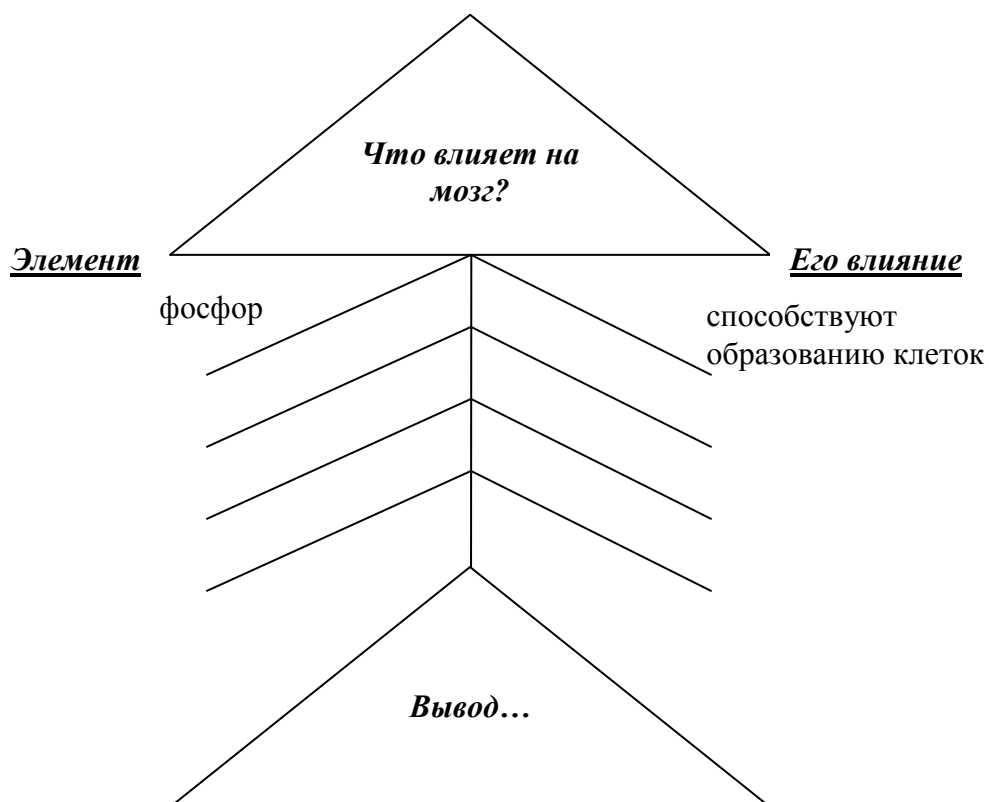 Что влияет на
мозг?
Элемент
Его влияние
фосфор
способствуют
образованию клеток
Вывод...